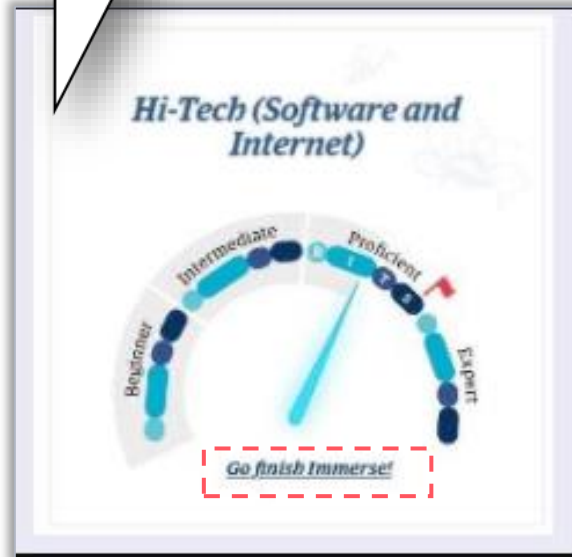 Hi-Tech (Software and
Internet)
Beginner
Intermediate
Proficient
Expert
I T S
Go finish Immerse!